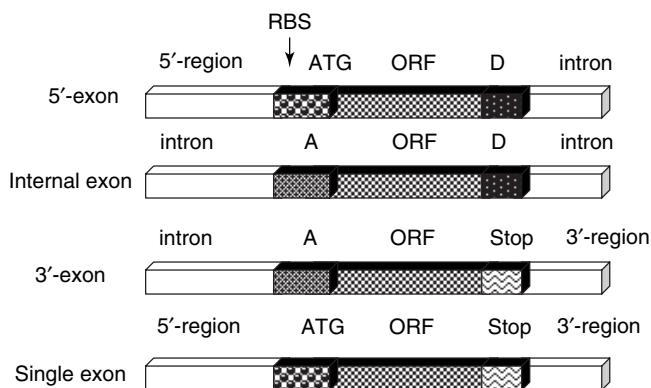 RBS
5′-region ATG ORF D intron
5′-exon
intron A ORF D intron
Internal exon
intron A ORF Stop 3′-region
3′-exon
5′-region ATG ORF Stop 3′-region
Single exon